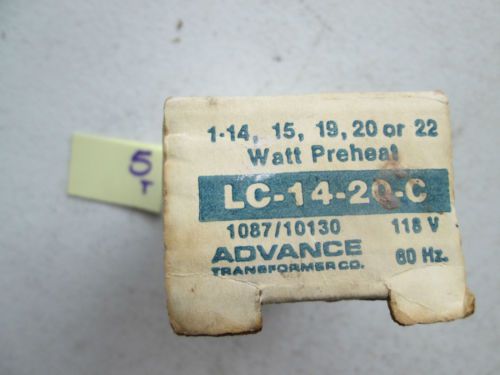 1-14, 15, 19, 20 or 22
Watt Preheat
LC-14-20-C
1087/10130 118 V
ADVANCE 60 Hz.
TRANSFORMER CO.
5
T